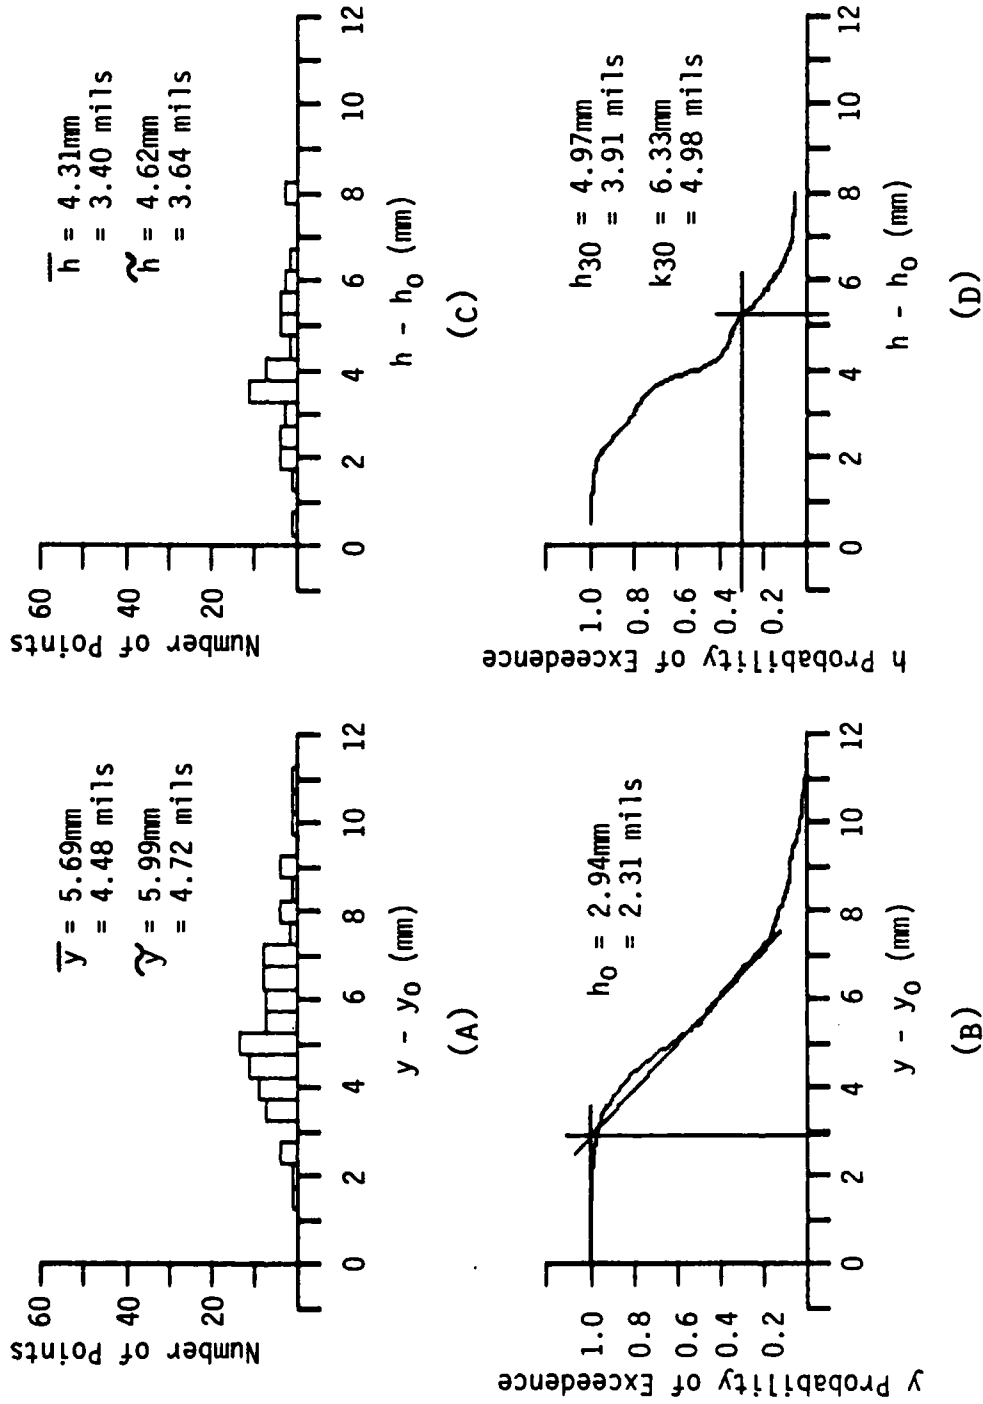 60
40
20
Number of Points
y̅ = 5.69mm
= 4.48 mils
ỹ = 5.99mm
= 4.72 mils
0 2 4 6 8 10 12
y - y₀ (mm)
(A)
60
40
20
Number of Points
h̅ = 4.31mm
= 3.40 mils
h̃ = 4.62mm
= 3.64 mils
0 2 4 6 8 10 12
h - h₀ (mm)
(C)
1.0
0.8
0.6
0.4
0.2
y Probability of Exceedence
h₀ = 2.94mm
= 2.31 mils
0 2 4 6 8 10 12
y - y₀ (mm)
(B)
1.0
0.8
0.6
0.4
0.2
h Probability of Exceedence
h₃₀ = 4.97mm
= 3.91 mils
k₃₀ = 6.33mm
= 4.98 mils
0 2 4 6 8 10 12
h - h₀ (mm)
(D)